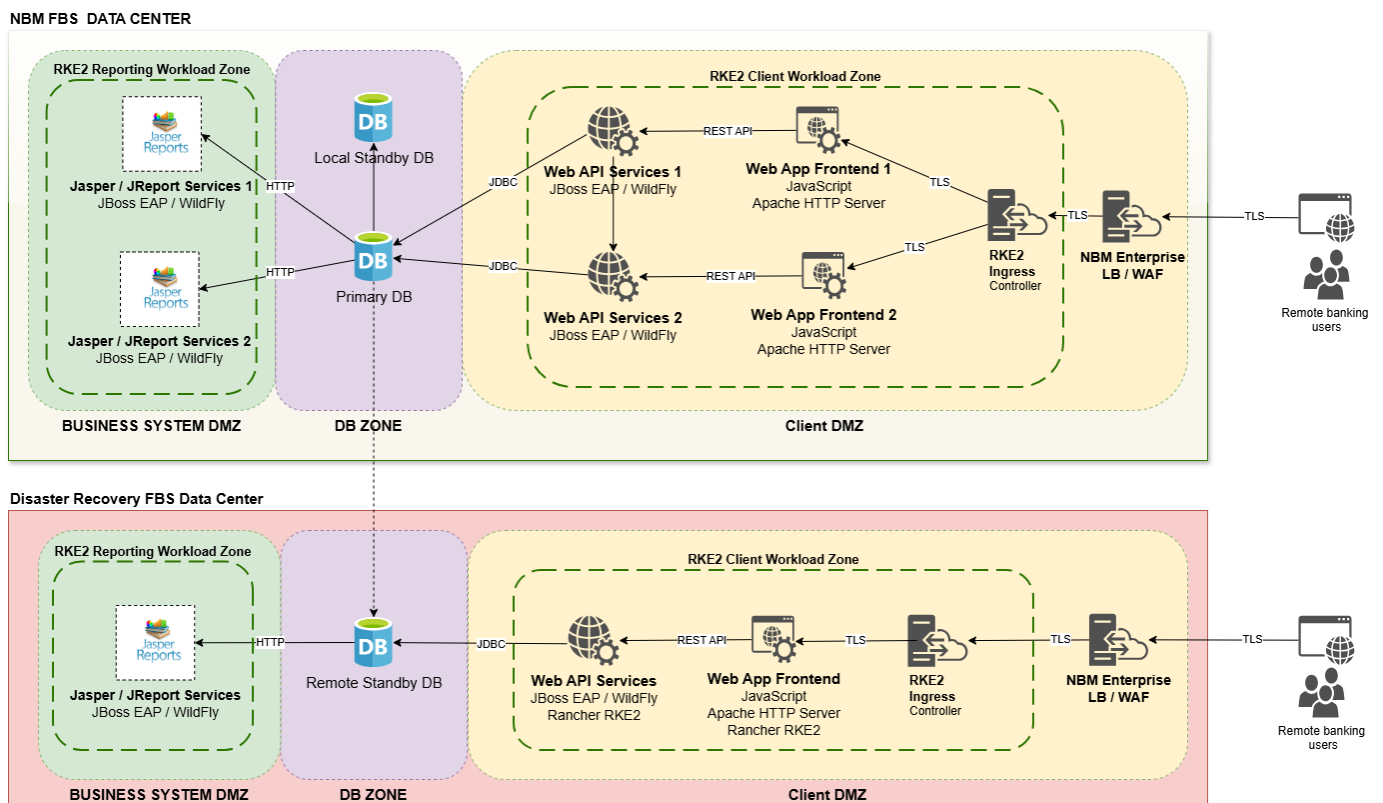 NBM FBS  DATA CENTER
RKE2 Reporting Workload Zone
Jasper
Reports
Jasper / JReport Services 1
JBoss EAP / WildFly
Jasper
Reports
Jasper / JReport Services 2
JBoss EAP / WildFly
BUSINESS SYSTEM DMZ
HTTP
HTTP
DB
Local Standby DB
DB
Primary DB
DB ZONE
JDBC
JDBC
RKE2 Client Workload Zone
Web API Services 1
JBoss EAP / WildFly
Web API Services 2
JBoss EAP / WildFly
REST API
REST API
Web App Frontend 1
JavaScript
Apache HTTP Server
Web App Frontend 2
JavaScript
Apache HTTP Server
TLS
TLS
RKE2
Ingress
Controller
TLS
NBM Enterprise
LB / WAF
TLS
Remote banking
users
Client DMZ
Disaster Recovery FBS Data Center
RKE2 Reporting Workload Zone
Jasper
Reports
Jasper / JReport Services
JBoss EAP / WildFly
BUSINESS SYSTEM DMZ
HTTP
DB
Remote Standby DB
DB ZONE
JDBC
RKE2 Client Workload Zone
Web API Services
JBoss EAP / WildFly
Rancher RKE2
REST API
Web App Frontend
JavaScript
Apache HTTP Server
Rancher RKE2
TLS
RKE2
Ingress
Controller
TLS
NBM Enterprise
LB / WAF
TLS
Remote banking
users
Client DMZ